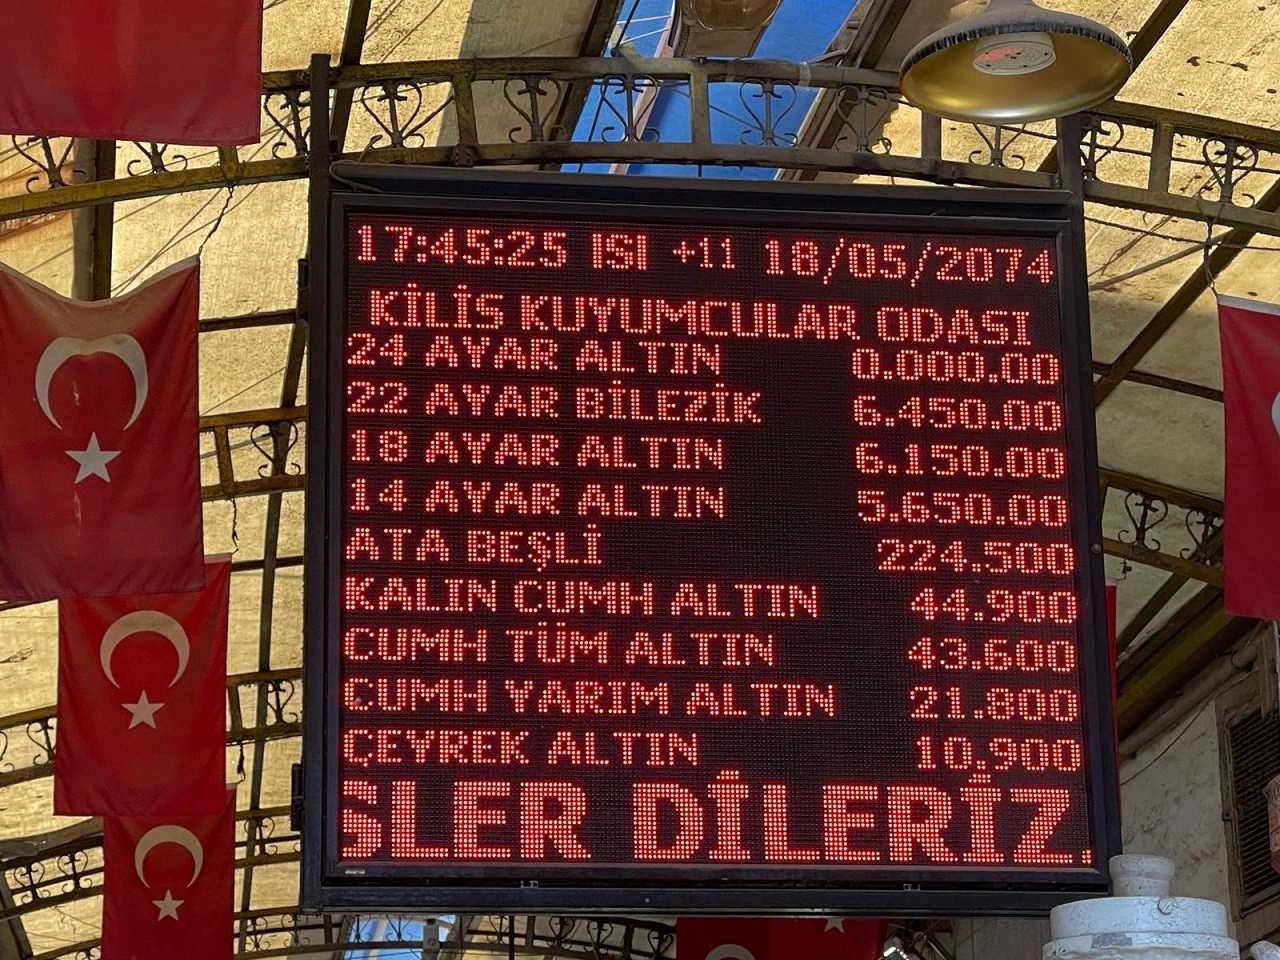 17:45:25 ISI +11 18/05/2074
KİLİS KUYUMCULAR ODASI
24 AYAR ALTIN 0.000.00
22 AYAR BİLEZİK 6.450.00
18 AYAR ALTIN 6.150.00
14 AYAR ALTIN 5.650.00
ATA BEŞLİ 224.500
KALIN CUMH ALTIN 44.900
CUMH TÜM ALTIN 43.600
CUMH YARIM ALTIN 21.800
ÇEYREK ALTIN 10.900
ŞLER DİLERİZ.